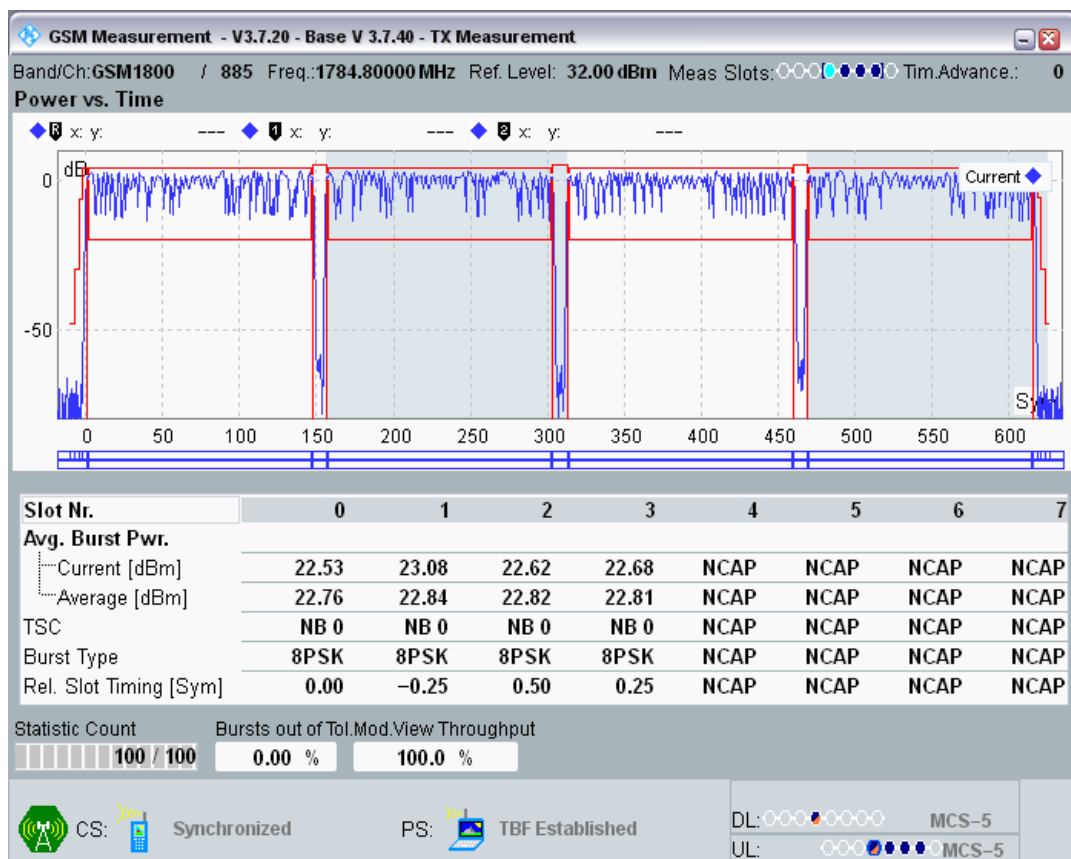 GSM Measurement - V3.7.20 - Base V 3.7.40 - TX Measurement
Band/Ch:GSM1800 / 885 Freq.:1784.80000 MHz Ref. Level: 32.00 dBm Meas Slots: Tim.Advance.: 0
Power vs. Time
R x: y: --- 1 x: y: --- 2 x: y: ---
dB
Current
0
-50
0 50 100 150 200 250 300 350 400 450 500 550 600
Slot Nr. 0 1 2 3 4 5 6 7
Avg. Burst Pwr.
Current [dBm] 22.53 23.08 22.62 22.68 NCAP NCAP NCAP NCAP
Average [dBm] 22.76 22.84 22.82 22.81 NCAP NCAP NCAP NCAP
TSC NB 0 NB 0 NB 0 NB 0 NCAP NCAP NCAP NCAP
Burst Type 8PSK 8PSK 8PSK 8PSK NCAP NCAP NCAP NCAP
Rel. Slot Timing [Sym] 0.00 −0.25 0.50 0.25 NCAP NCAP NCAP NCAP
Statistic Count Bursts out of Tol. Mod.View Throughput
100 / 100 0.00 % 100.0 %
CS: Synchronized PS: TBF Established
DL: MCS−5
UL: MCS−5